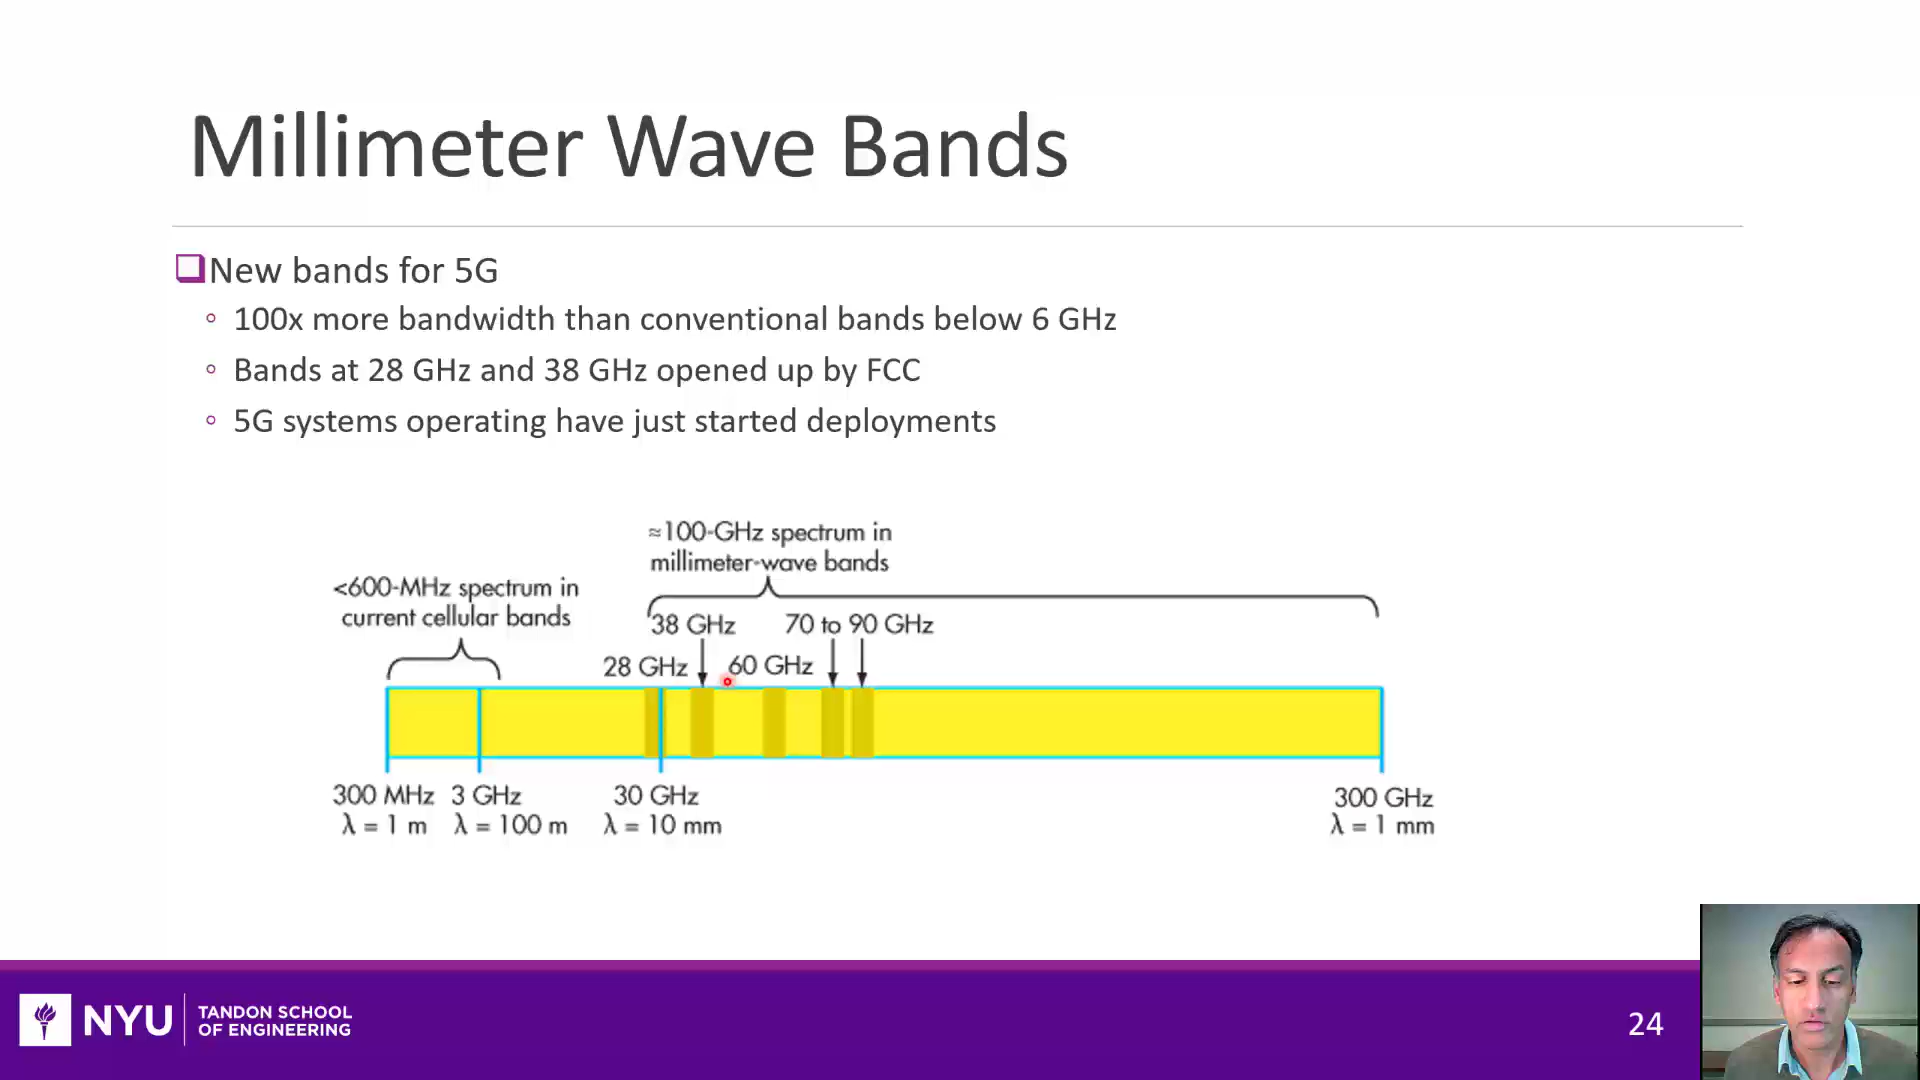 Millimeter Wave Bands
New bands for 5G
100x more bandwidth than conventional bands below 6 GHz
Bands at 28 GHz and 38 GHz opened up by FCC
5G systems operating have just started deployments
≈100-GHz spectrum in
millimeter-wave bands
<600-MHz spectrum in
current cellular bands
38 GHz 70 to 90 GHz
28 GHz 60 GHz
300 MHz 3 GHz 30 GHz 300 GHz
λ = 1 m λ = 100 m λ = 10 mm λ = 1 mm
NYU TANDON SCHOOL
OF ENGINEERING
24